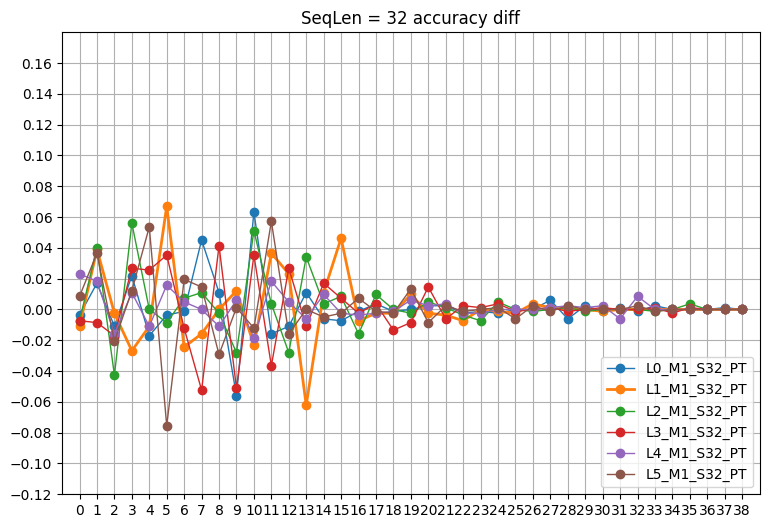 SeqLen = 32 accuracy diff
0.16
0.14
0.12
0.10
0.08
0.06
0.04
0.02
0.00
−0.02
−0.04
−0.06
−0.08
−0.10
−0.12
L0_M1_S32_PT
L1_M1_S32_PT
L2_M1_S32_PT
L3_M1_S32_PT
L4_M1_S32_PT
L5_M1_S32_PT
0 1 2 3 4 5 6 7 8 9 10 11 12 13 14 15 16 17 18 19 20 21 22 23 24 25 26 27 28 29 30 31 32 33 34 35 36 37 38